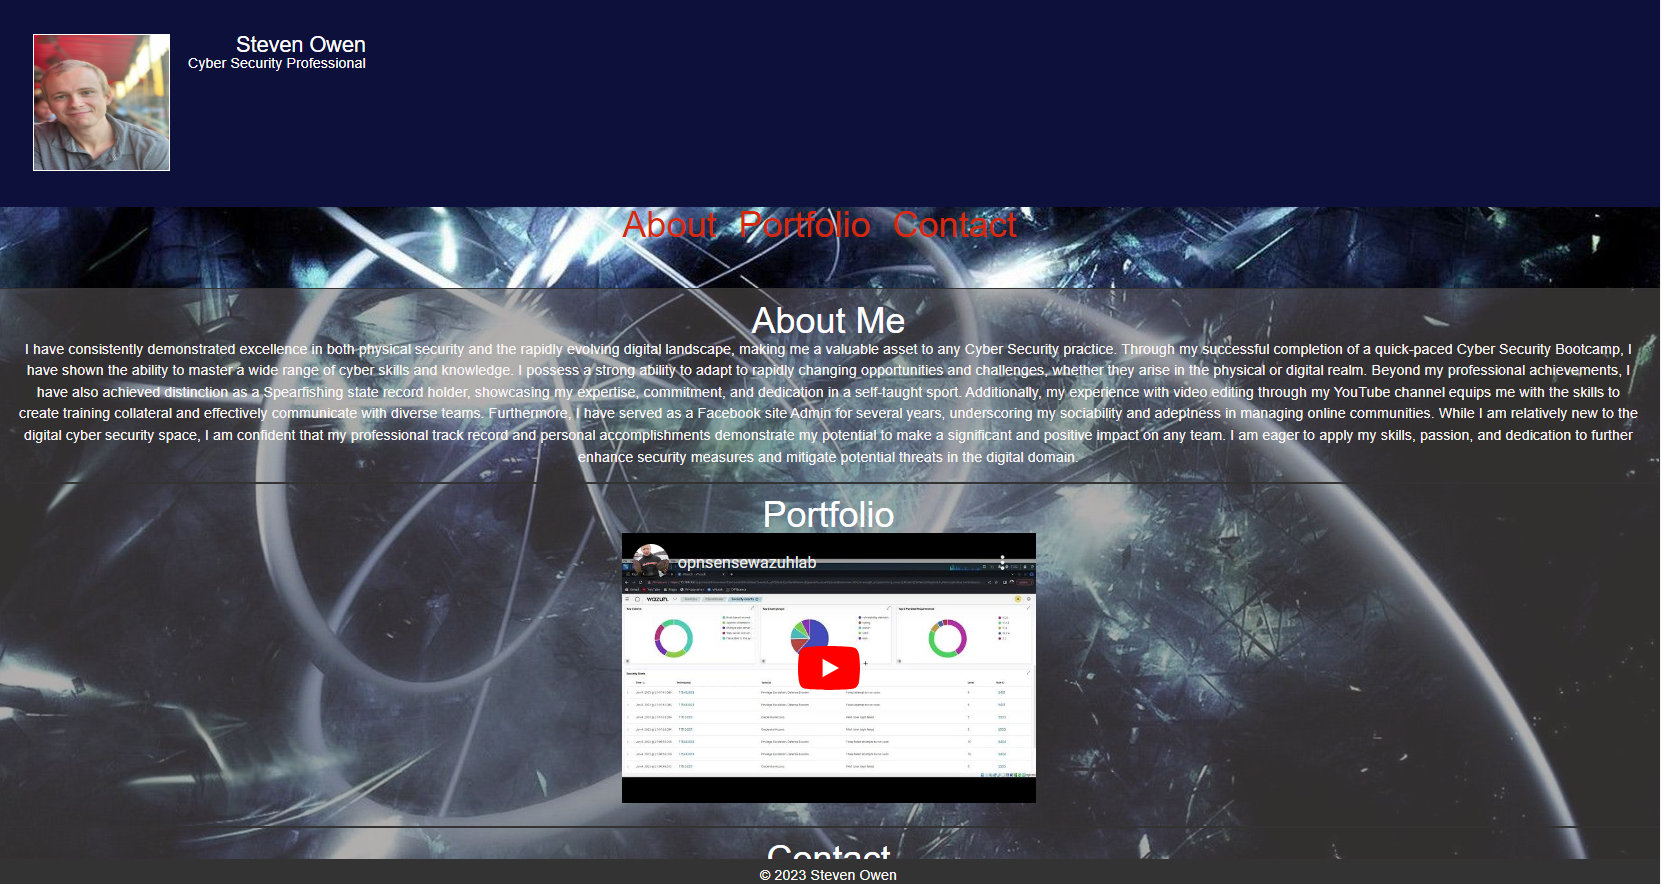 Steven Owen
Cyber Security Professional
About Portfolio Contact
About Me
I have consistently demonstrated excellence in both physical security and the rapidly evolving digital landscape, making me a valuable asset to any Cyber Security practice. Through my successful completion of a quick-paced Cyber Security Bootcamp, I
have shown the ability to master a wide range of cyber skills and knowledge. I possess a strong ability to adapt to rapidly changing opportunities and challenges, whether they arise in the physical or digital realm. Beyond my professional achievements, I
have also achieved distinction as a Spearfishing state record holder, showcasing my expertise, commitment, and dedication in a self-taught sport. Additionally, my experience with video editing through my YouTube channel equips me with the skills to
create training collateral and effectively communicate with diverse teams. Furthermore, I have served as a Facebook site Admin for several years, underscoring my sociability and adeptness in managing online communities. While I am relatively new to the
digital cyber security space, I am confident that my professional track record and personal accomplishments demonstrate my potential to make a significant and positive impact on any team. I am eager to apply my skills, passion, and dedication to further
enhance security measures and mitigate potential threats in the digital domain.
Portfolio
opnsensewazuhlab
wazuh.
Contact
© 2023 Steven Owen